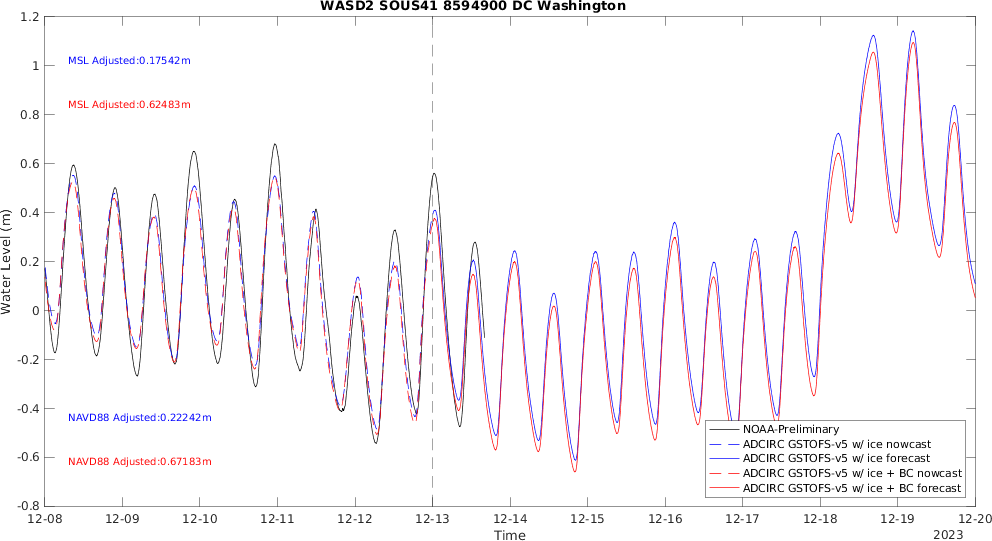 WASD2 SOUS41 8594900 DC Washington
1.2
1
0.8
0.6
0.4
0.2
0
-0.2
-0.4
-0.6
-0.8
Water Level (m)
MSL Adjusted:0.17542m
MSL Adjusted:0.62483m
NAVD88 Adjusted:0.22242m
NAVD88 Adjusted:0.67183m
NOAA-Preliminary
ADCIRC GSTOFS-v5 w/ ice nowcast
ADCIRC GSTOFS-v5 w/ ice forecast
ADCIRC GSTOFS-v5 w/ ice + BC nowcast
ADCIRC GSTOFS-v5 w/ ice + BC forecast
12-08 12-09 12-10 12-11 12-12 12-13 12-14 12-15 12-16 12-17 12-18 12-19 12-20
Time
2023